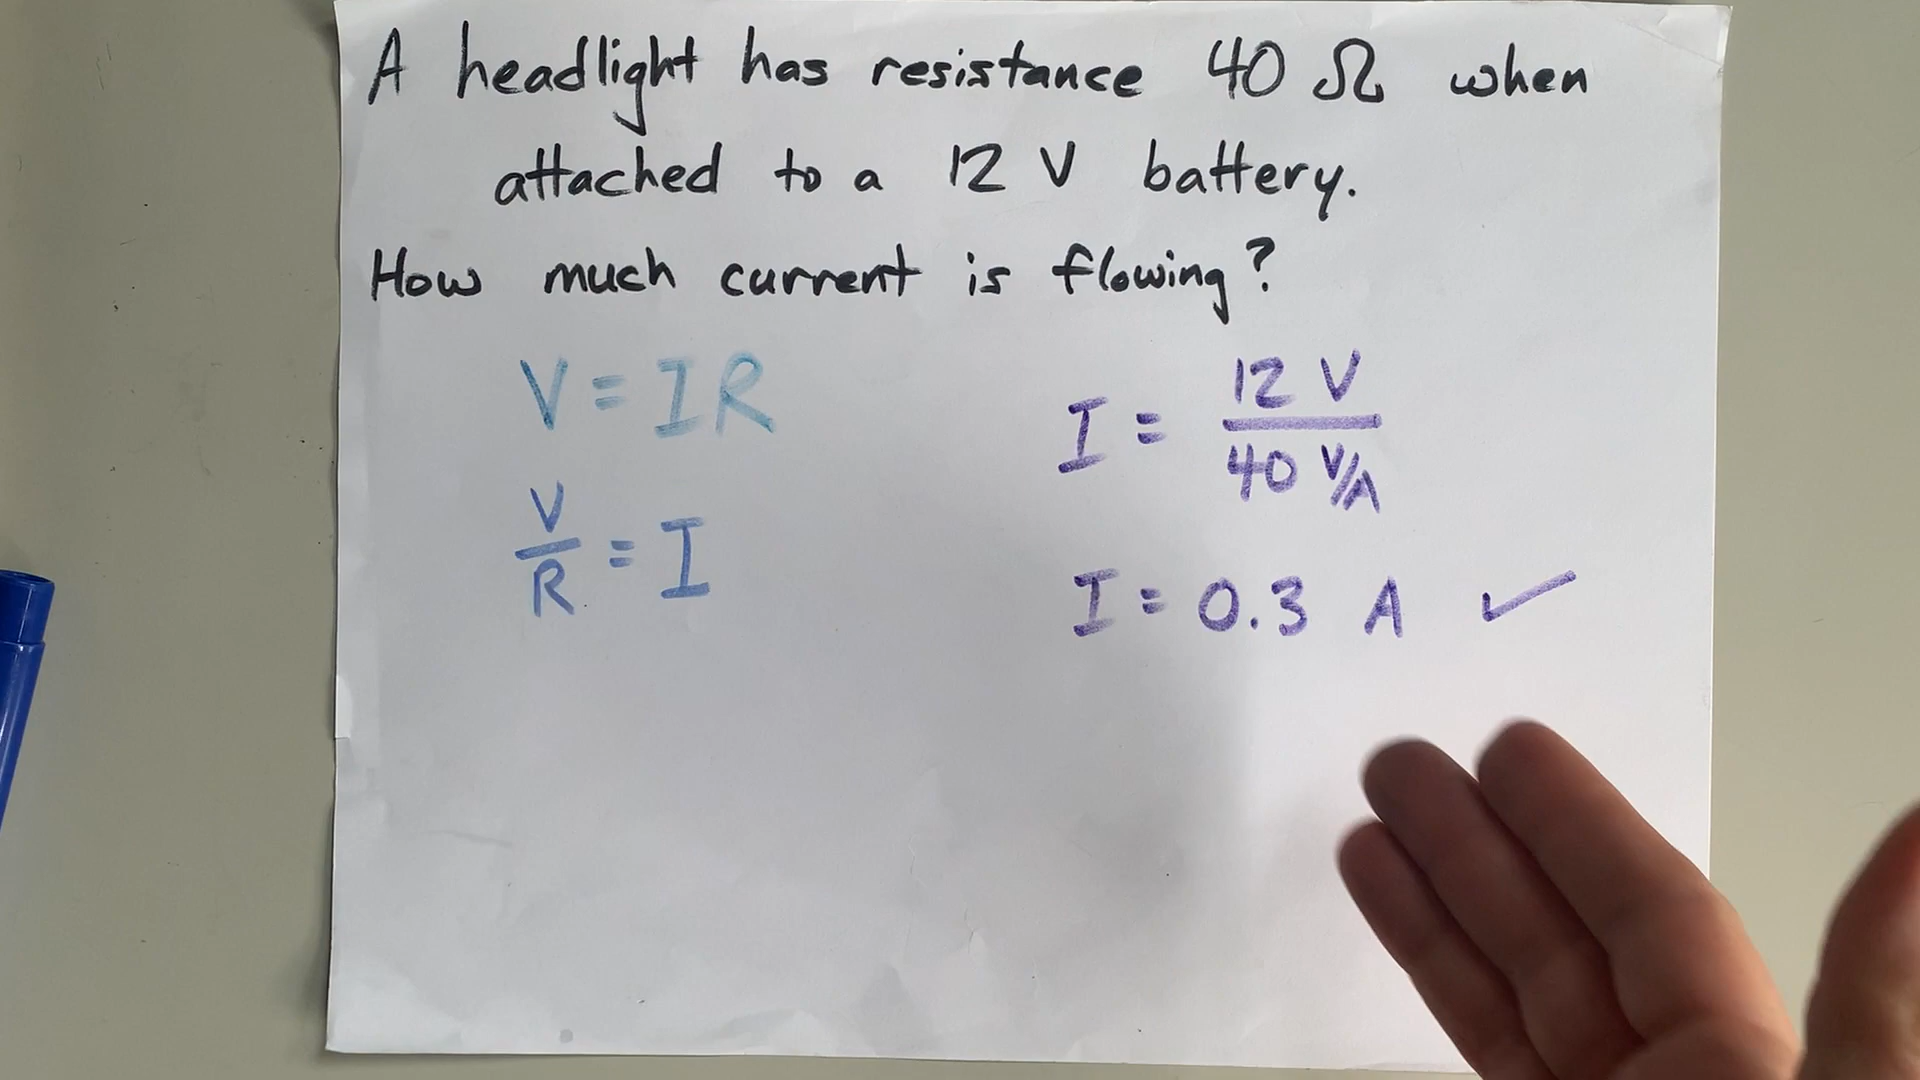 A headlight has resistance 40 Ω when
attached to a 12 V battery.
How much current is flowing?
V = IR
V/R = I
I = 12 V / 40 V/A
I = 0.3 A ✓